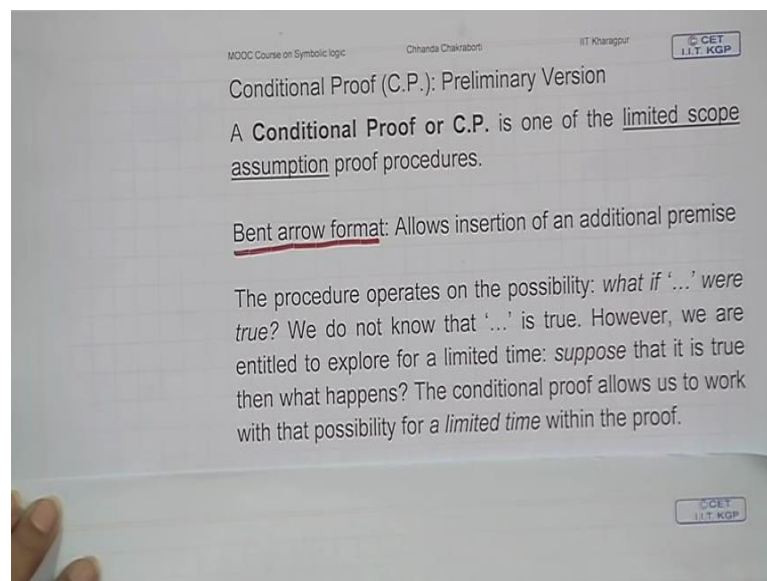 MOOC Course on Symbolic logic Chhanda Chakraborti IIT Kharagpur © CET
I.I.T. KGP
Conditional Proof (C.P.): Preliminary Version
A Conditional Proof or C.P. is one of the limited scope
assumption proof procedures.
Bent arrow format: Allows insertion of an additional premise
The procedure operates on the possibility: what if ‘...’ were
true? We do not know that ‘...’ is true. However, we are
entitled to explore for a limited time: suppose that it is true
then what happens? The conditional proof allows us to work
with that possibility for a limited time within the proof.
©CET
I.I.T. KGP